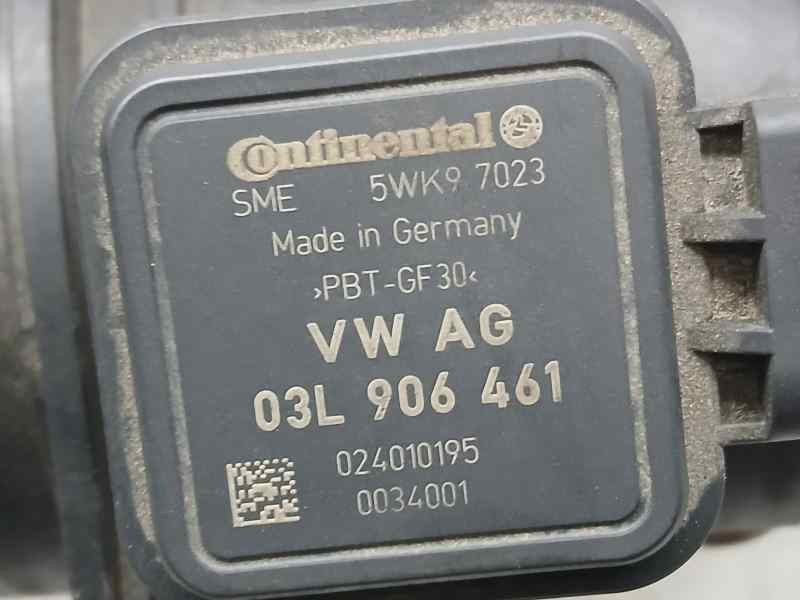 Continental
SME 5WK9 7023
Made in Germany
›PBT-GF30‹
VW AG
03L 906 461
024010195
0034001